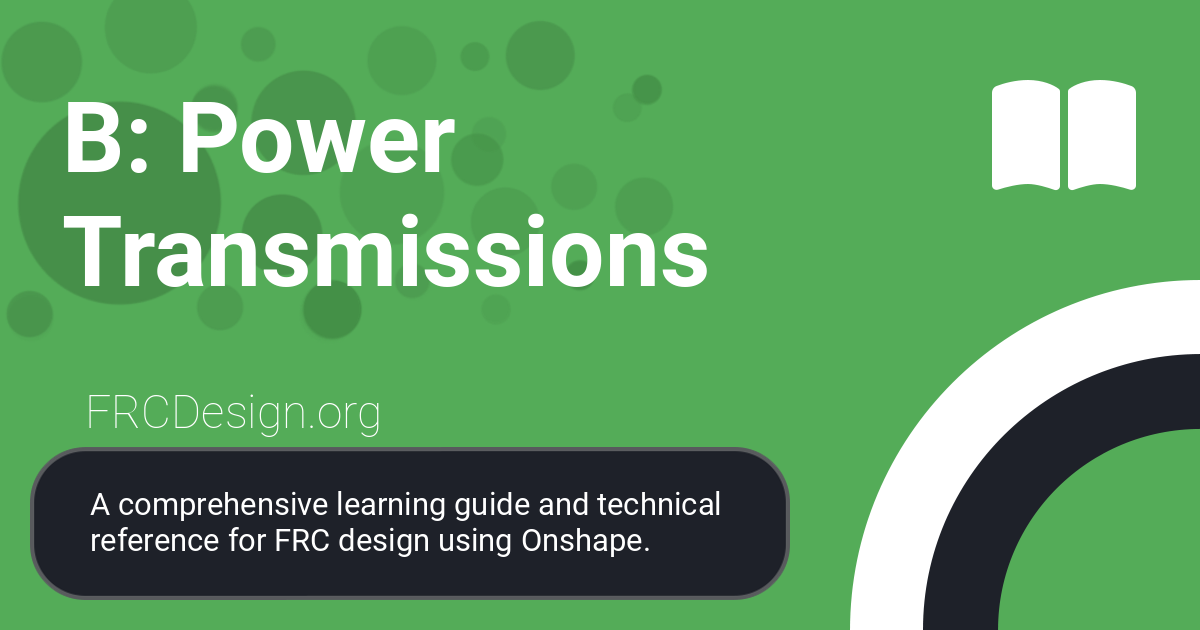 B: Power
Transmissions
FRCDesign.org
A comprehensive learning guide and technical
reference for FRC design using Onshape.